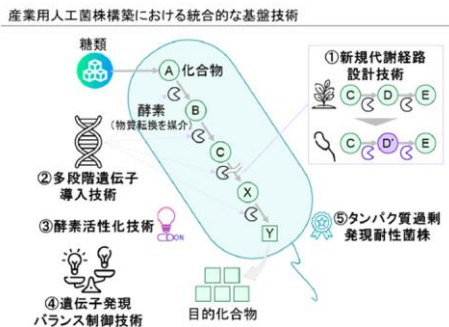 産業用人工菌株構築における統合的な基盤技術
糖類
A 化合物
B
酵素
(物質転換を媒介)
C
X
Y
①新規代謝経路
設計技術
C D E
C D' E
②多段階遺伝子
導入技術
③酵素活性化技術
ON
④遺伝子発現
バランス制御技術
⑤タンパク質過剰
発現耐性菌株
目的化合物